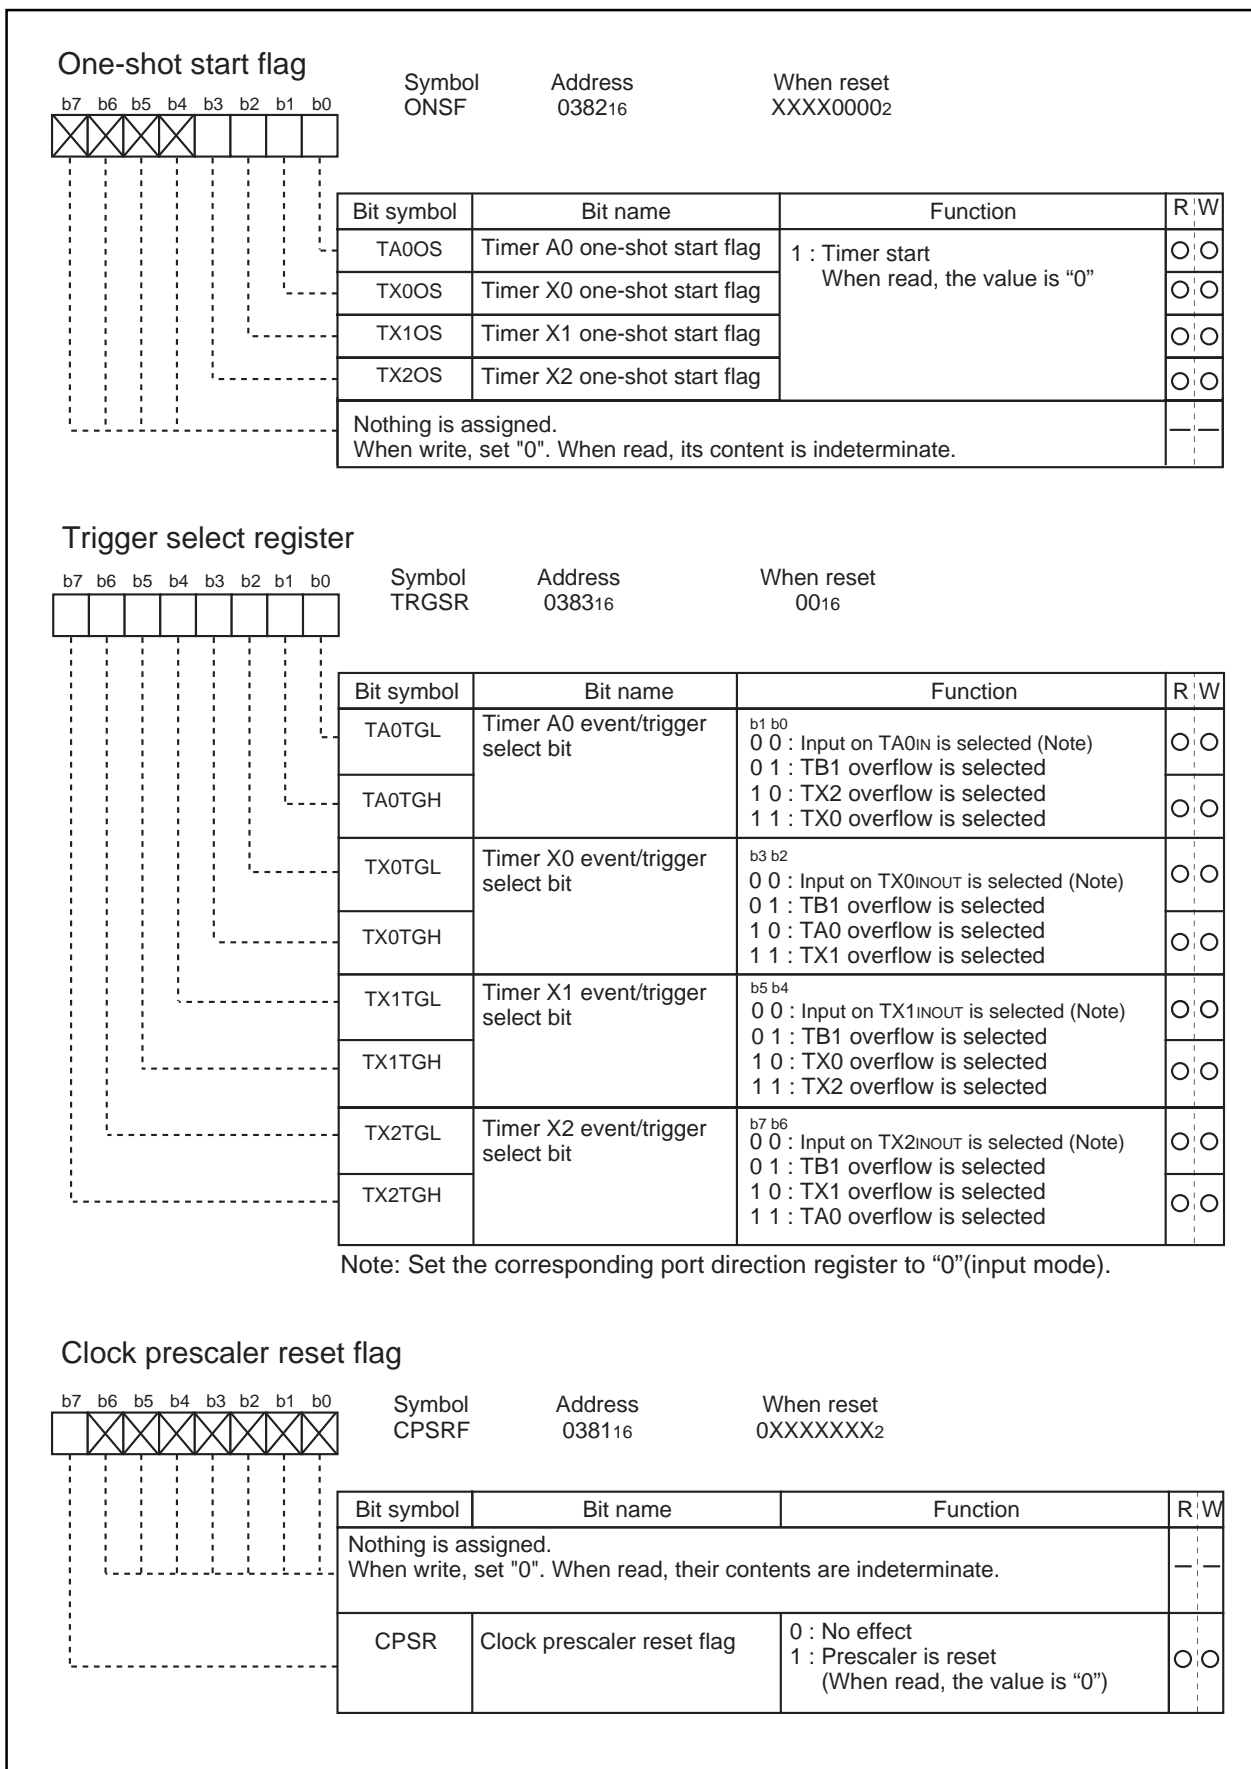 One-shot start flag
Symbol Address When reset
ONSF 038216 XXXX00002
b7 b6 b5 b4 b3 b2 b1 b0
Bit symbol Bit name Function R W
TA0OS Timer A0 one-shot start flag 1 : Timer start
When read, the value is “0”
TX0OS Timer X0 one-shot start flag
TX1OS Timer X1 one-shot start flag
TX2OS Timer X2 one-shot start flag
Nothing is assigned.
When write, set "0". When read, its content is indeterminate.
Trigger select register
b7 b6 b5 b4 b3 b2 b1 b0
Symbol Address When reset
TRGSR 038316 0016
Bit symbol Bit name Function R W
TA0TGL Timer A0 event/trigger select bit
b1 b0
0 0 : Input on TA0IN is selected (Note)
0 1 : TB1 overflow is selected
TA0TGH 1 0 : TX2 overflow is selected
1 1 : TX0 overflow is selected
TX0TGL Timer X0 event/trigger select bit
b3 b2
0 0 : Input on TX0INOUT is selected (Note)
0 1 : TB1 overflow is selected
TX0TGH 1 0 : TA0 overflow is selected
1 1 : TX1 overflow is selected
TX1TGL Timer X1 event/trigger select bit
b5 b4
0 0 : Input on TX1INOUT is selected (Note)
0 1 : TB1 overflow is selected
TX1TGH 1 0 : TX0 overflow is selected
1 1 : TX2 overflow is selected
TX2TGL Timer X2 event/trigger select bit
b7 b6
0 0 : Input on TX2INOUT is selected (Note)
0 1 : TB1 overflow is selected
TX2TGH 1 0 : TX1 overflow is selected
1 1 : TA0 overflow is selected
Note: Set the corresponding port direction register to “0”(input mode).
Clock prescaler reset flag
b7 b6 b5 b4 b3 b2 b1 b0
Symbol Address When reset
CPSRF 038116 0XXXXXXX2
Bit symbol Bit name Function R W
Nothing is assigned.
When write, set "0". When read, their contents are indeterminate.
CPSR Clock prescaler reset flag 0 : No effect
1 : Prescaler is reset
(When read, the value is “0”)